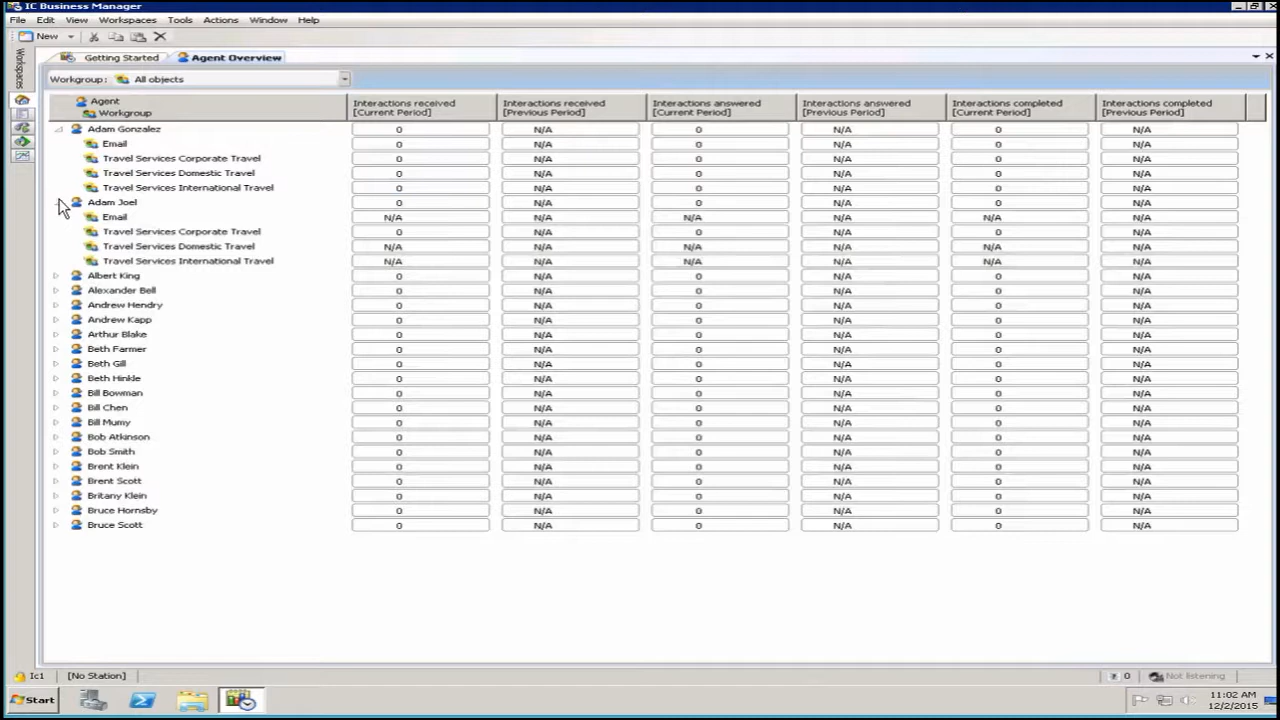 IC Business Manager
File Edit View Workspaces Tools Actions Window Help
New
Workspaces
Getting Started Agent Overview
Workgroup: All objects
Agent
Workgroup
Interactions received
[Current Period]
Interactions received
[Previous Period]
Interactions answered
[Current Period]
Interactions answered
[Previous Period]
Interactions completed
[Current Period]
Interactions completed
[Previous Period]
Adam Gonzalez 0 N/A 0 N/A 0 N/A
Email 0 N/A 0 N/A 0 N/A
Travel Services Corporate Travel 0 N/A 0 N/A 0 N/A
Travel Services Domestic Travel 0 N/A 0 N/A 0 N/A
Travel Services International Travel 0 N/A 0 N/A 0 N/A
Adam Joel 0 N/A 0 N/A 0 N/A
Email N/A N/A N/A N/A N/A N/A
Travel Services Corporate Travel 0 N/A 0 N/A 0 N/A
Travel Services Domestic Travel N/A N/A N/A N/A N/A N/A
Travel Services International Travel N/A N/A N/A N/A N/A N/A
Albert King 0 N/A 0 N/A 0 N/A
Alexander Bell 0 N/A 0 N/A 0 N/A
Andrew Hendry 0 N/A 0 N/A 0 N/A
Andrew Kapp 0 N/A 0 N/A 0 N/A
Arthur Blake 0 N/A 0 N/A 0 N/A
Beth Farmer 0 N/A 0 N/A 0 N/A
Beth Gill 0 N/A 0 N/A 0 N/A
Beth Hinkle 0 N/A 0 N/A 0 N/A
Bill Bowman 0 N/A 0 N/A 0 N/A
Bill Chen 0 N/A 0 N/A 0 N/A
Bill Mumy 0 N/A 0 N/A 0 N/A
Bob Atkinson 0 N/A 0 N/A 0 N/A
Bob Smith 0 N/A 0 N/A 0 N/A
Brent Klein 0 N/A 0 N/A 0 N/A
Brent Scott 0 N/A 0 N/A 0 N/A
Britany Klein 0 N/A 0 N/A 0 N/A
Bruce Hornsby 0 N/A 0 N/A 0 N/A
Bruce Scott 0 N/A 0 N/A 0 N/A
Ic1 [No Station] 0 Not listening
Start 11:02 AM
12/2/2015